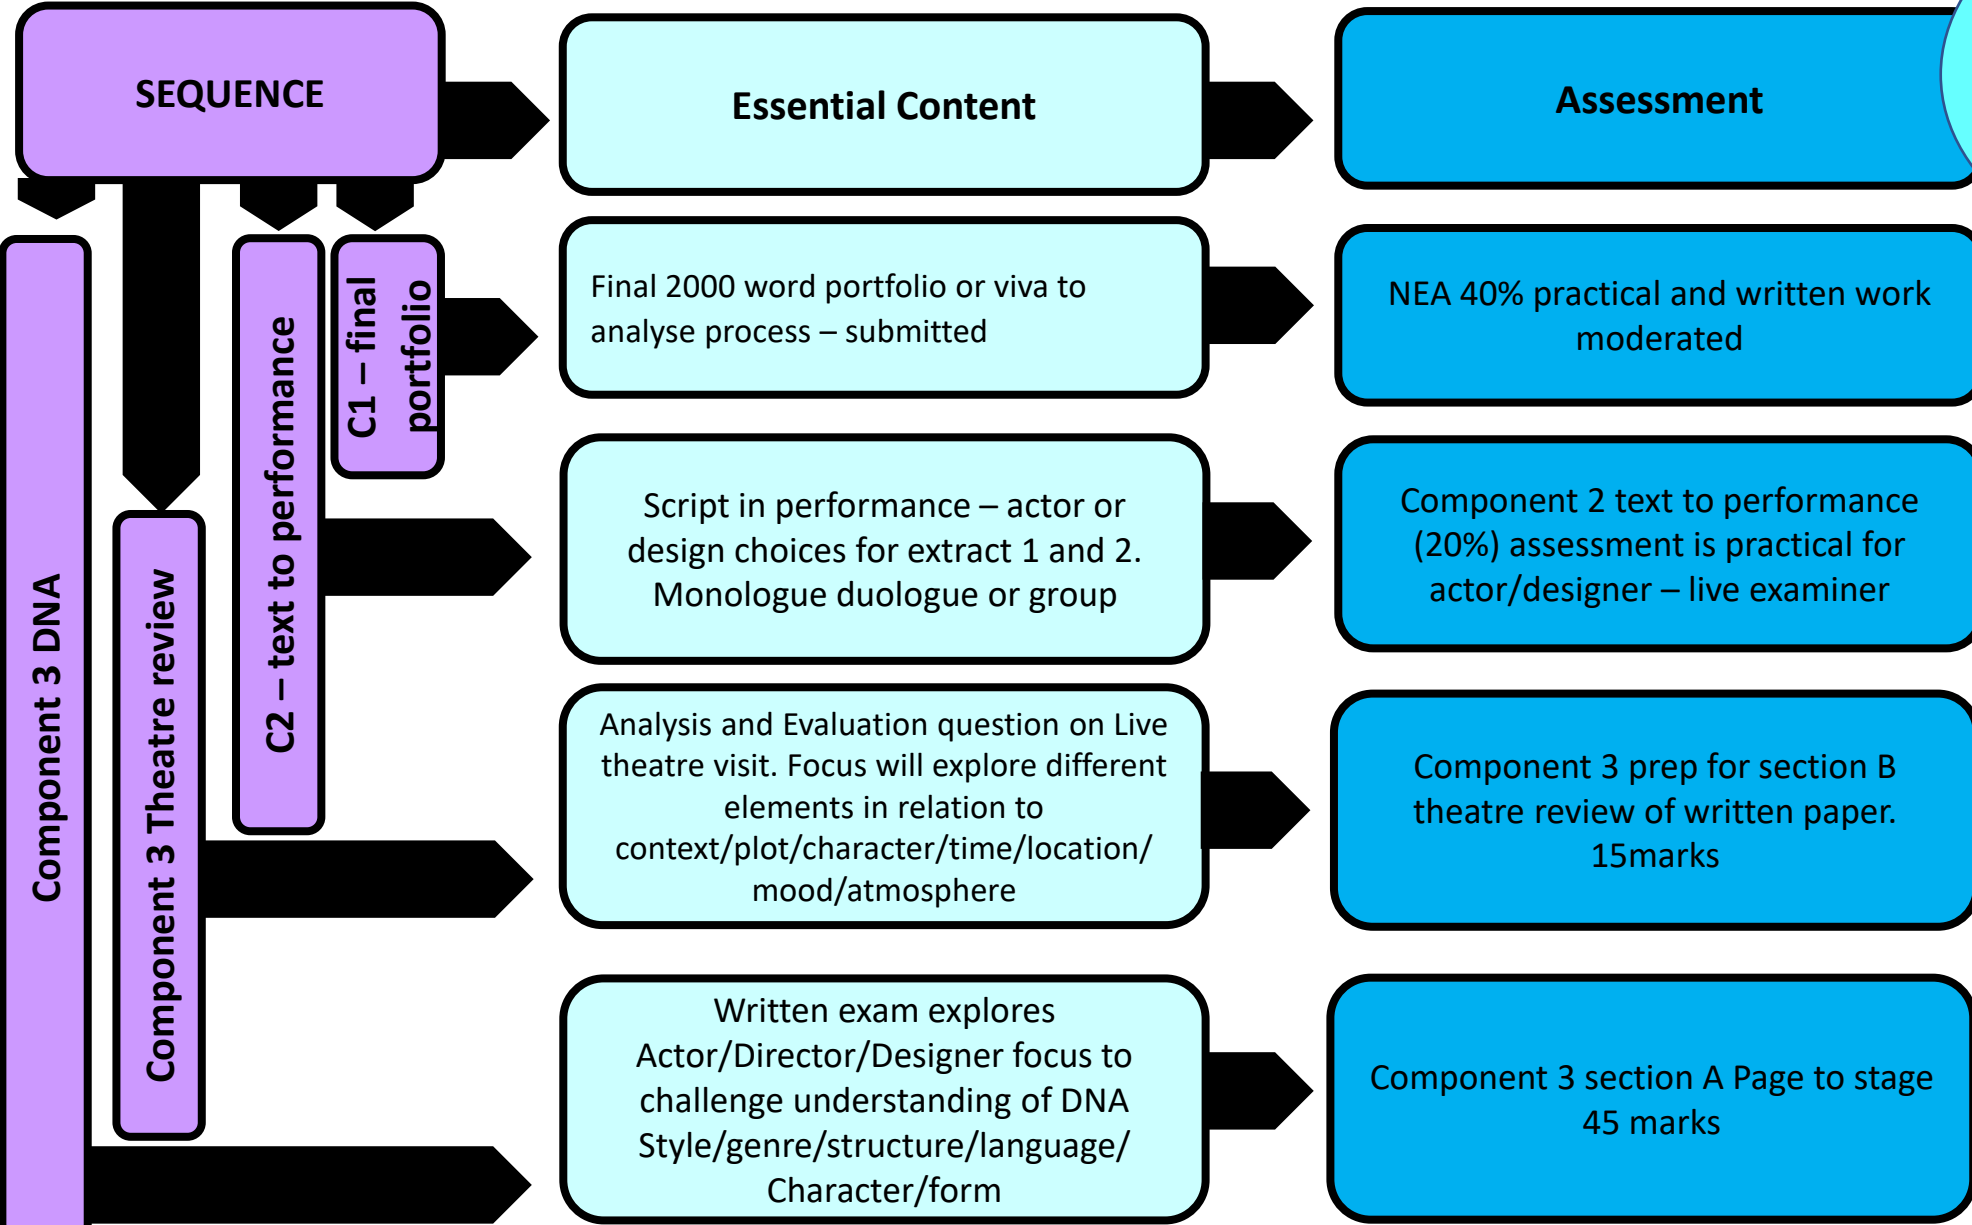 SEQUENCE
Essential Content
Assessment
C1 – final
portfolio
Final 2000 word portfolio or viva to
analyse process – submitted
NEA 40% practical and written work
moderated
C2 – text to performance
Script in performance – actor or
design choices for extract 1 and 2.
Monologue duologue or group
Component 2 text to performance
(20%) assessment is practical for
actor/designer – live examiner
Component 3 Theatre review
Analysis and Evaluation question on Live
theatre visit. Focus will explore different
elements in relation to
context/plot/character/time/location/
mood/atmosphere
Component 3 prep for section B
theatre review of written paper.
15marks
Component 3 DNA
Written exam explores
Actor/Director/Designer focus to
challenge understanding of DNA
Style/genre/structure/language/
Character/form
Component 3 section A Page to stage
45 marks